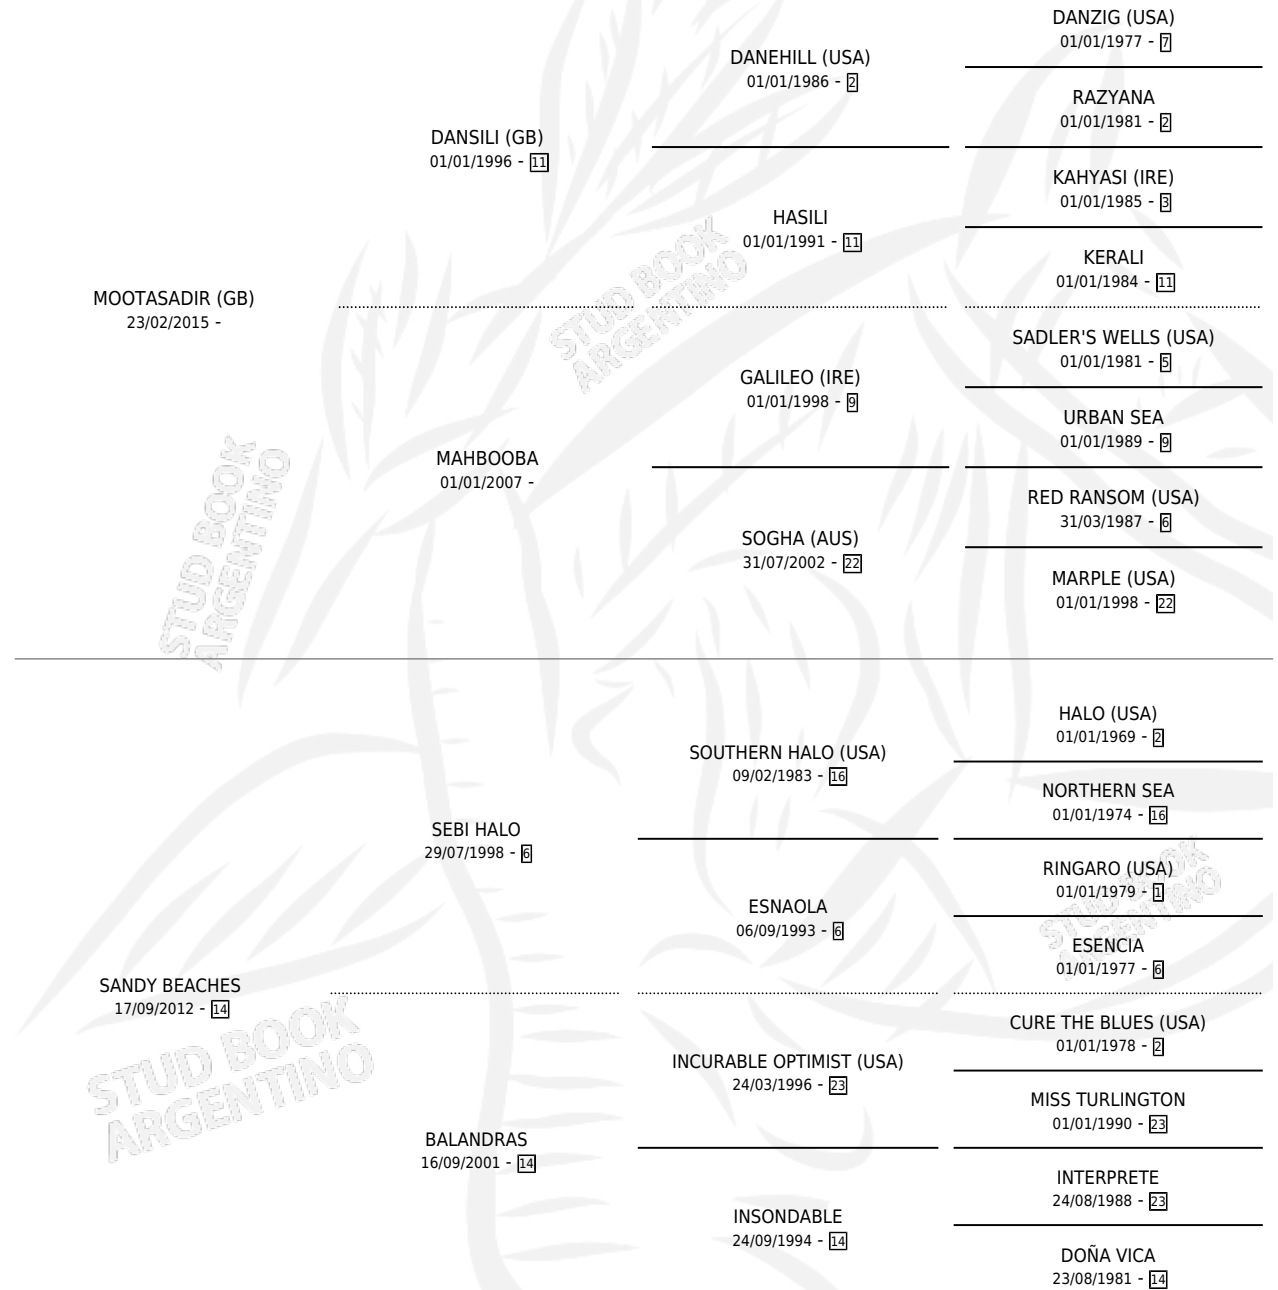 DANZIG (USA)
01/01/1977 - 7
DANEHILL (USA)
01/01/1986 - 2
RAZYANA
01/01/1981 - 2
DANSILI (GB)
01/01/1996 - 11
KAHYASI (IRE)
01/01/1985 - 3
HASILI
01/01/1991 - 11
KERALI
01/01/1984 - 11
MOOTASADIR (GB)
23/02/2015 -
SADLER'S WELLS (USA)
01/01/1981 - 5
GALILEO (IRE)
01/01/1998 - 9
URBAN SEA
01/01/1989 - 9
MAHBOOBA
01/01/2007 -
RED RANSOM (USA)
31/03/1987 - 6
SOGHA (AUS)
31/07/2002 - 22
MARPLE (USA)
01/01/1998 - 22
HALO (USA)
01/01/1969 - 2
SOUTHERN HALO (USA)
09/02/1983 - 16
NORTHERN SEA
01/01/1974 - 16
SEBI HALO
29/07/1998 - 6
RINGARO (USA)
01/01/1979 - 1
ESNAOLA
06/09/1993 - 6
ESENCIA
01/01/1977 - 6
SANDY BEACHES
17/09/2012 - 14
CURE THE BLUES (USA)
01/01/1978 - 2
INCURABLE OPTIMIST (USA)
24/03/1996 - 23
MISS TURLINGTON
01/01/1990 - 23
BALANDRAS
16/09/2001 - 14
INTERPRETE
24/08/1988 - 23
INSONDABLE
24/09/1994 - 14
DOÑA VICA
23/08/1981 - 14
STUD BOOK
ARGENTINO
STUD BOOK
ARGENTINO
STUD BOOK
ARGENTINO
STUD BOOK
ARGENTINO